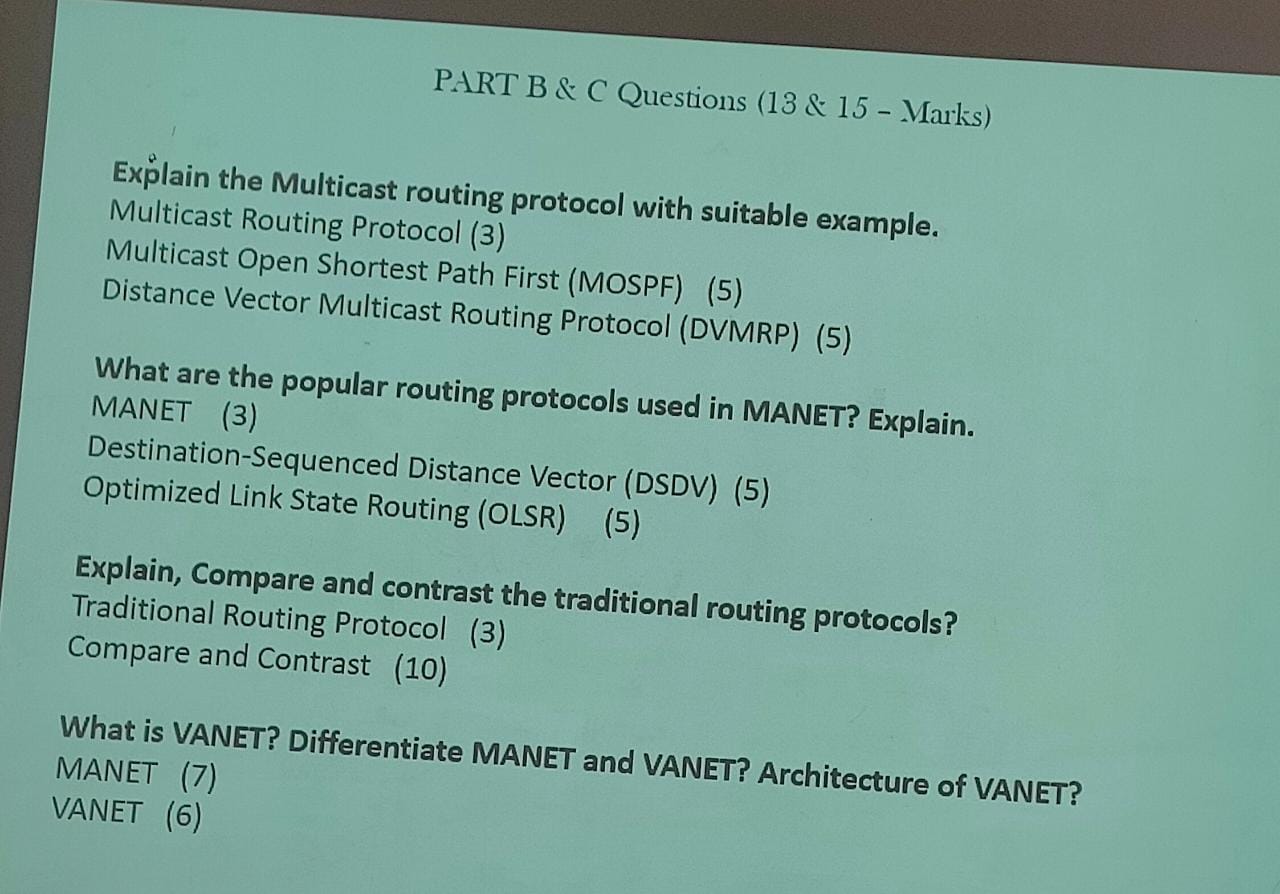 PART B & C Questions (13 & 15 – Marks)
Explain the Multicast routing protocol with suitable example.
Multicast Routing Protocol (3)
Multicast Open Shortest Path First (MOSPF) (5)
Distance Vector Multicast Routing Protocol (DVMRP) (5)
What are the popular routing protocols used in MANET? Explain.
MANET (3)
Destination-Sequenced Distance Vector (DSDV) (5)
Optimized Link State Routing (OLSR) (5)
Explain, Compare and contrast the traditional routing protocols?
Traditional Routing Protocol (3)
Compare and Contrast (10)
What is VANET? Differentiate MANET and VANET? Architecture of VANET?
MANET (7)
VANET (6)